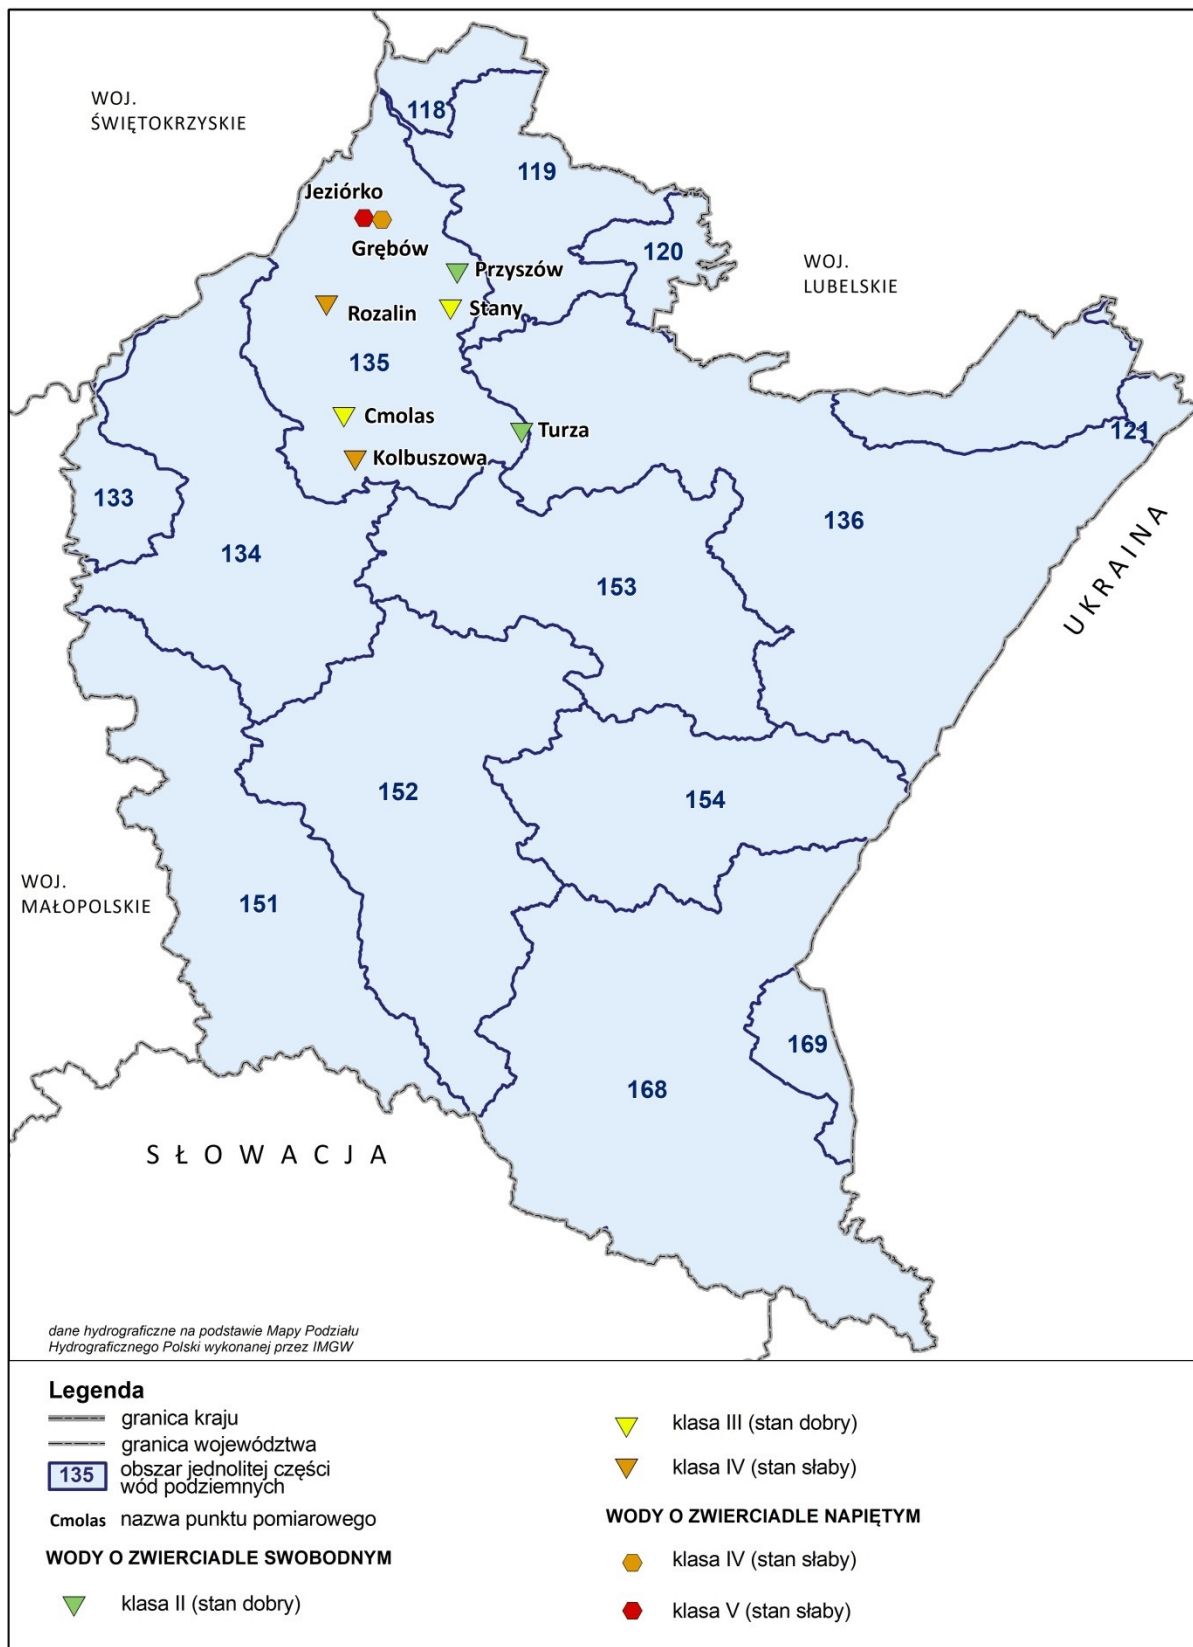 WOJ.
ŚWIĘTOKRZYSKIE
118
119
Jeziórko
Grębów
120
WOJ.
LUBELSKIE
Przyszów
Rozalin
Stany
135
Cmolas
Turza
121
Kolbuszowa
133
134
136
153
UKRAINA
152
154
WOJ.
MAŁOPOLSKIE
151
169
168
SŁOWACJA
dane hydrograficzne na podstawie Mapy Podziału
Hydrograficznego Polski wykonanej przez IMGW
Legenda
granica kraju
granica województwa
135 obszar jednolitej części
wód podziemnych
Cmolas nazwa punktu pomiarowego
WODY O ZWIERCIADLE SWOBODNYM
klasa II (stan dobry)
klasa III (stan dobry)
klasa IV (stan słaby)
WODY O ZWIERCIADLE NAPIĘTYM
klasa IV (stan słaby)
klasa V (stan słaby)